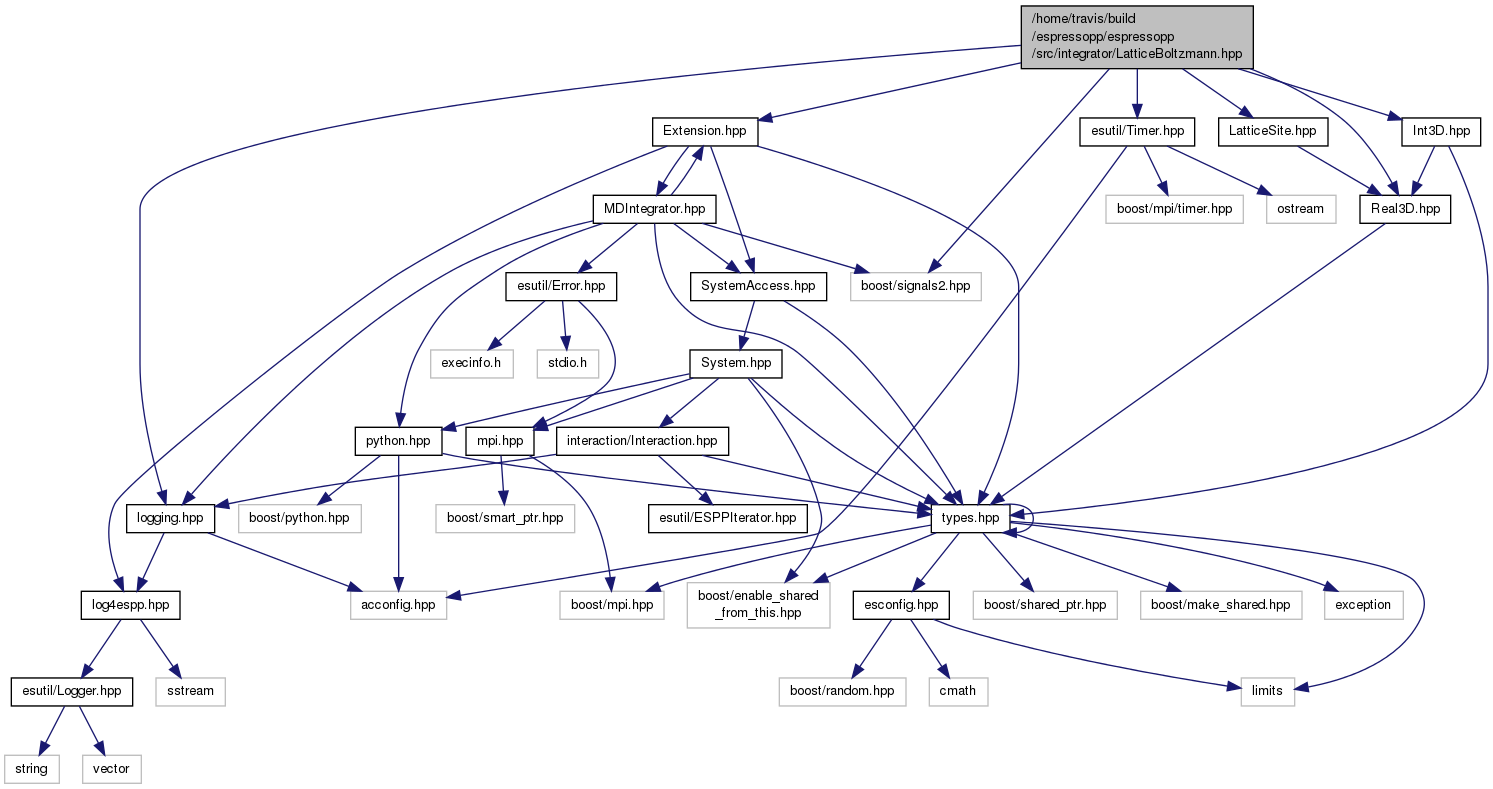 /home/travis/build
/espressopp/espressopp
/src/integrator/LatticeBoltzmann.hpp
Extension.hpp
esutil/Timer.hpp
LatticeSite.hpp
Int3D.hpp
MDIntegrator.hpp
boost/mpi/timer.hpp
ostream
Real3D.hpp
esutil/Error.hpp
SystemAccess.hpp
boost/signals2.hpp
execinfo.h
stdio.h
System.hpp
python.hpp
mpi.hpp
interaction/Interaction.hpp
logging.hpp
boost/python.hpp
boost/smart_ptr.hpp
esutil/ESPPIterator.hpp
types.hpp
log4espp.hpp
acconfig.hpp
boost/mpi.hpp
boost/enable_shared
_from_this.hpp
esconfig.hpp
boost/shared_ptr.hpp
boost/make_shared.hpp
exception
esutil/Logger.hpp
sstream
boost/random.hpp
cmath
limits
string
vector